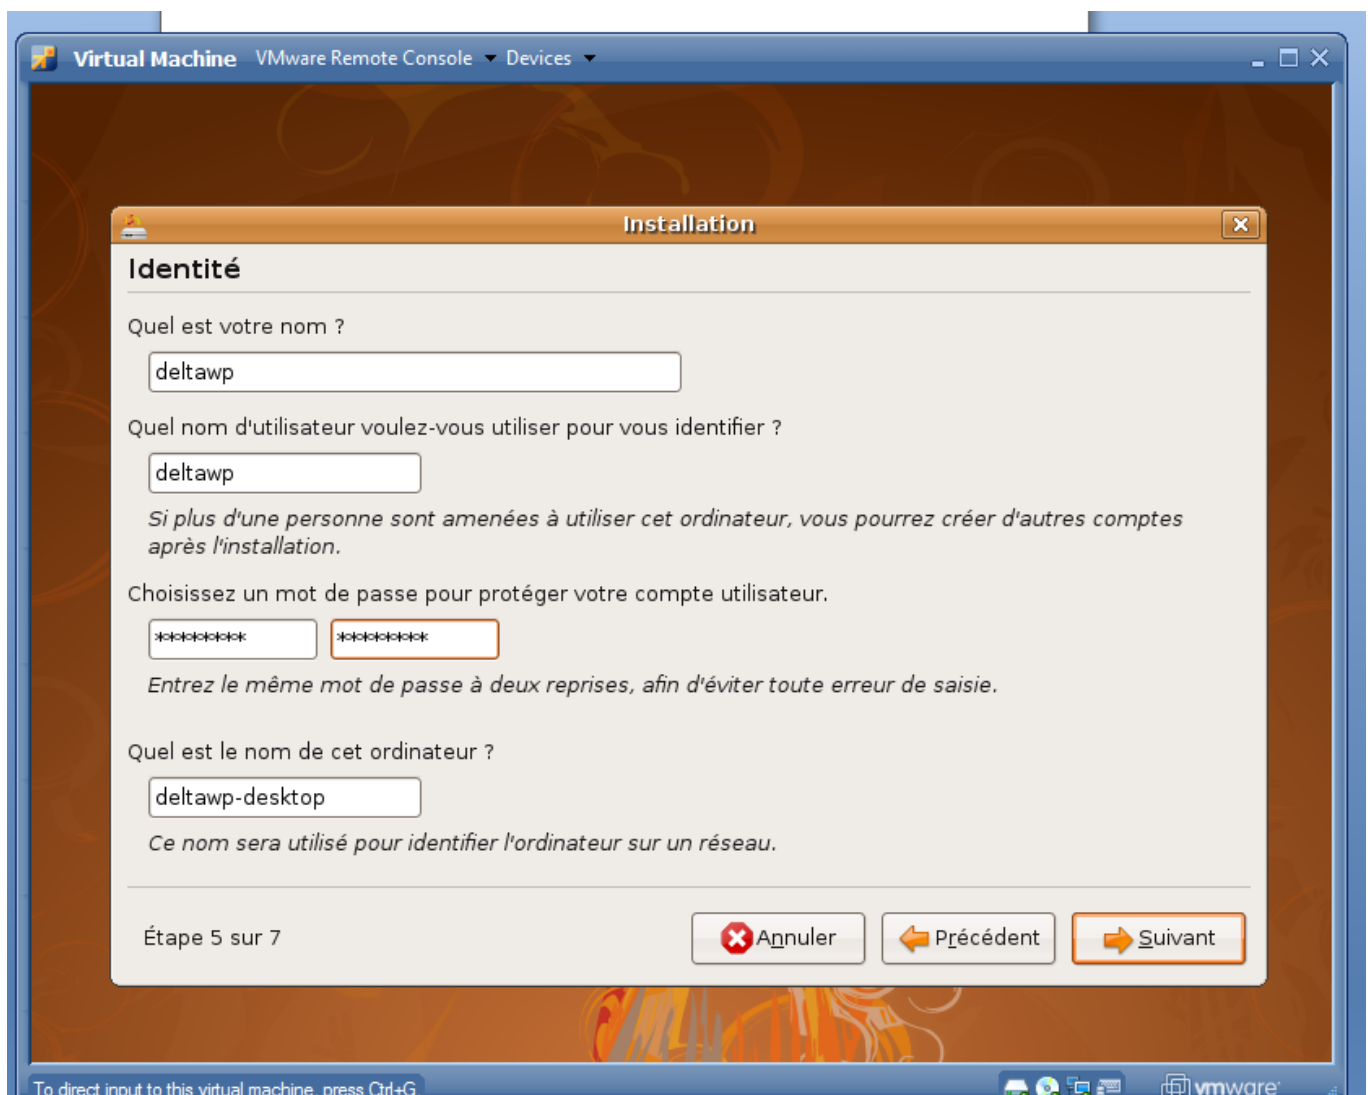 Virtual Machine VMware Remote Console Devices
Installation
Identité
Quel est votre nom ?
deltawp
Quel nom d'utilisateur voulez-vous utiliser pour vous identifier ?
deltawp
Si plus d'une personne sont amenées à utiliser cet ordinateur, vous pourrez créer d'autres comptes
après l'installation.
Choisissez un mot de passe pour protéger votre compte utilisateur.
********* *********
Entrez le même mot de passe à deux reprises, afin d'éviter toute erreur de saisie.
Quel est le nom de cet ordinateur ?
deltawp-desktop
Ce nom sera utilisé pour identifier l'ordinateur sur un réseau.
Étape 5 sur 7 Annuler Précédent Suivant
To direct input to this virtual machine, press Ctrl+G vmware